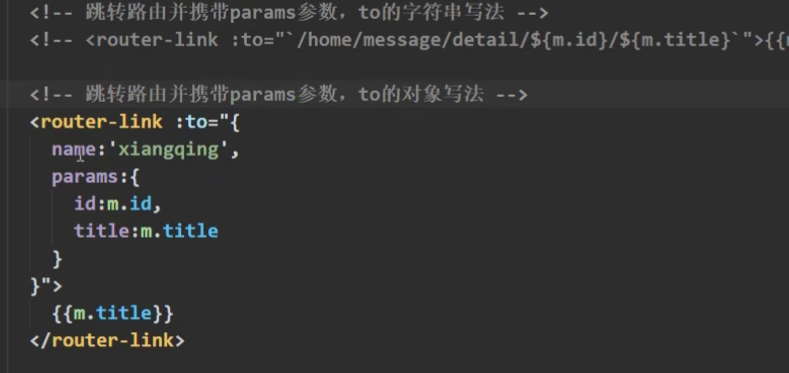 <!-- 跳转路由并携带params参数，to的字符串写法 -->
<!-- <router-link :to="`/home/message/detail/${m.id}/${m.title}`">{{
<!-- 跳转路由并携带params参数，to的对象写法 -->
<router-link :to="{
name:'xiangqing',
params:{
id:m.id,
title:m.title
}
}">
{{m.title}}
</router-link>